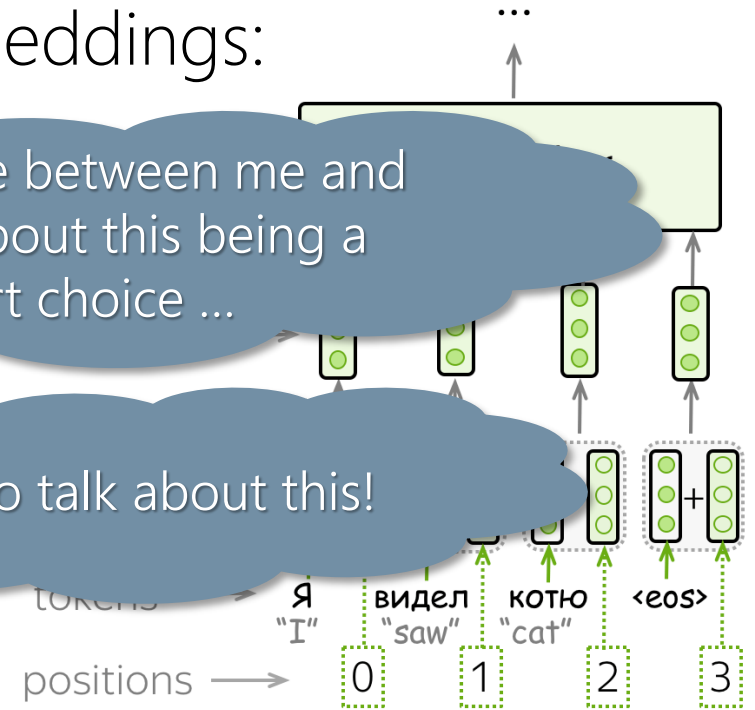 ...
eddings:
e between me and
bout this being a
rt choice ...
o talk about this!
+
tokens
Я видел котю <eos>
"I" "saw" "cat"
positions 0 1 2 3